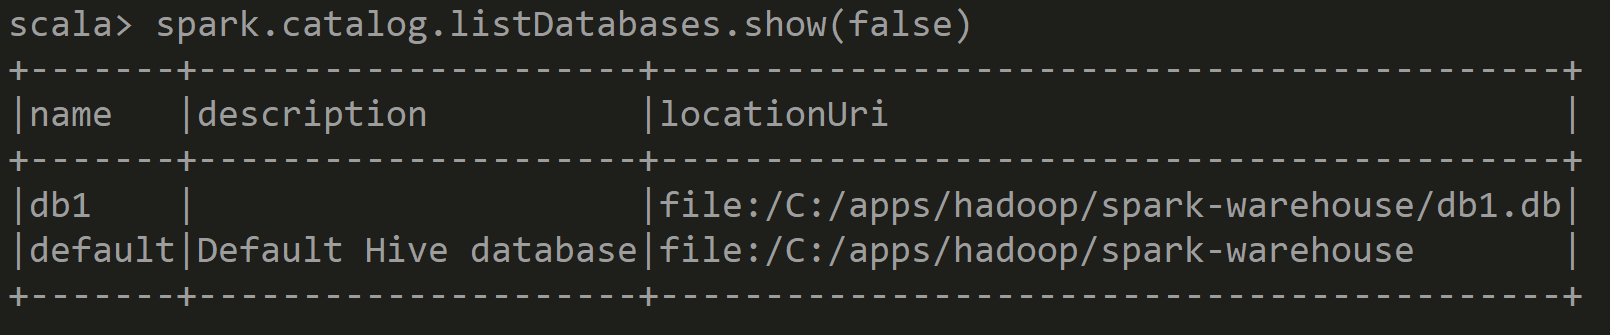 scala> spark.catalog.listDatabases.show(false)
+-------+---------------------+-------------------------------------------+
|name   |description          |locationUri                                |
+-------+---------------------+-------------------------------------------+
|db1    |                     |file:/C:/apps/hadoop/spark-warehouse/db1.db|
|default|Default Hive database|file:/C:/apps/hadoop/spark-warehouse       |
+-------+---------------------+-------------------------------------------+